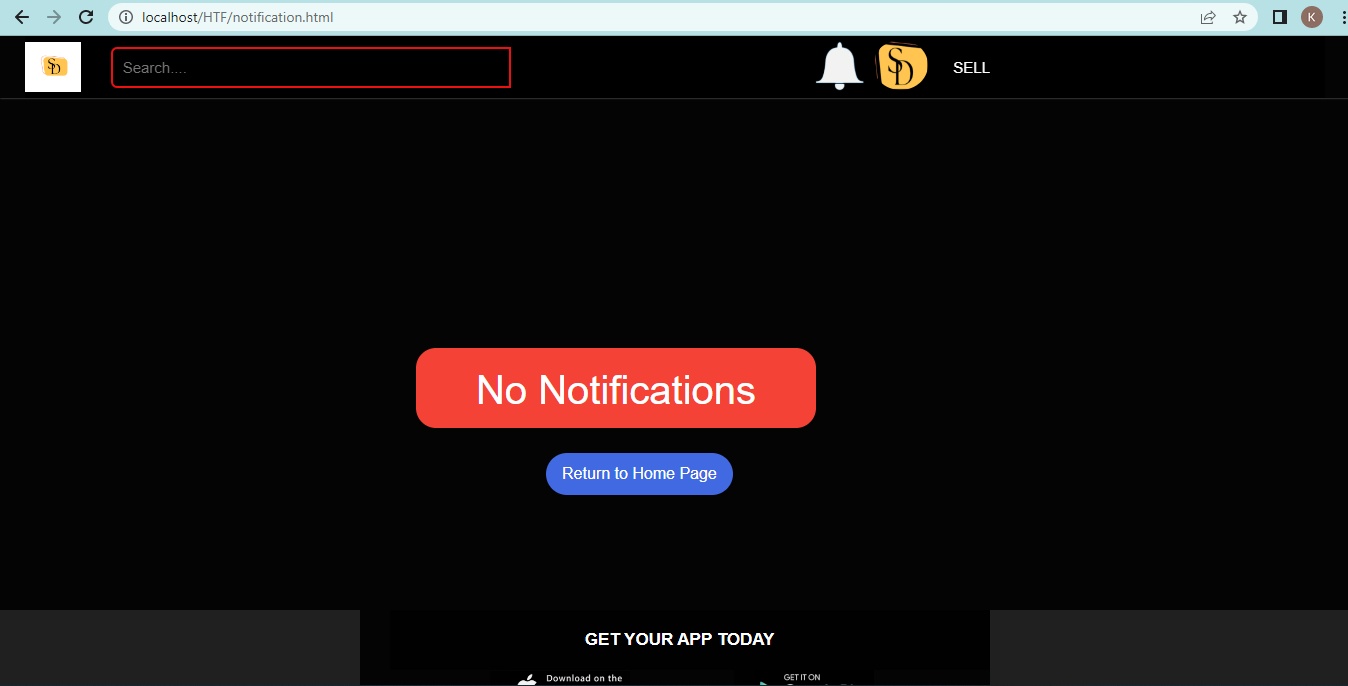 localhost/HTF/notification.html
K
SD
Search....
SD
SELL
No Notifications
Return to Home Page
GET YOUR APP TODAY
Download on the
GET IT ON